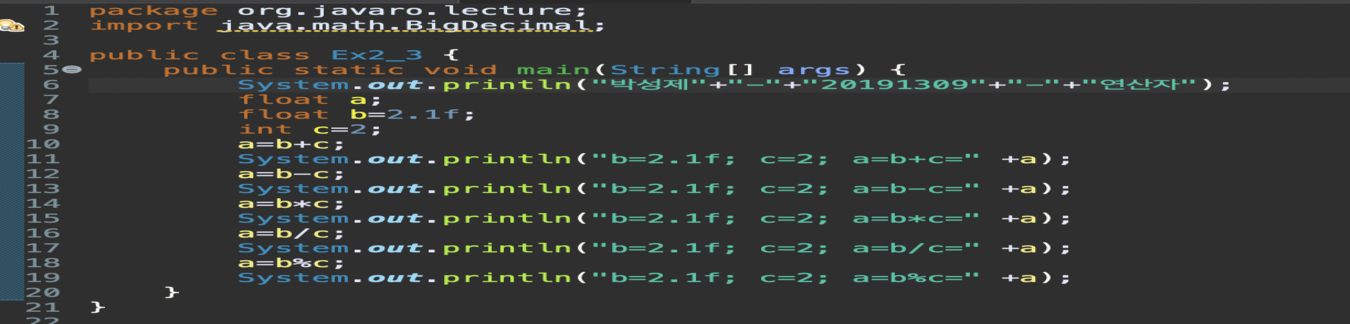 1 package org.javaro.lecture;
2 import java.math.BigDecimal;
3
4 public class Ex2_3 {
5 public static void main(String[] args) {
6 System.out.println("박성제"+"-"+"20191309"+"-"+"연산자");
7 float a;
8 float b=2.1f;
9 int c=2;
10 a=b+c;
11 System.out.println("b=2.1f; c=2; a=b+c=" +a);
12 a=b-c;
13 System.out.println("b=2.1f; c=2; a=b-c=" +a);
14 a=b*c;
15 System.out.println("b=2.1f; c=2; a=b*c=" +a);
16 a=b/c;
17 System.out.println("b=2.1f; c=2; a=b/c=" +a);
18 a=b%c;
19 System.out.println("b=2.1f; c=2; a=b%c=" +a);
20 }
21 }
22